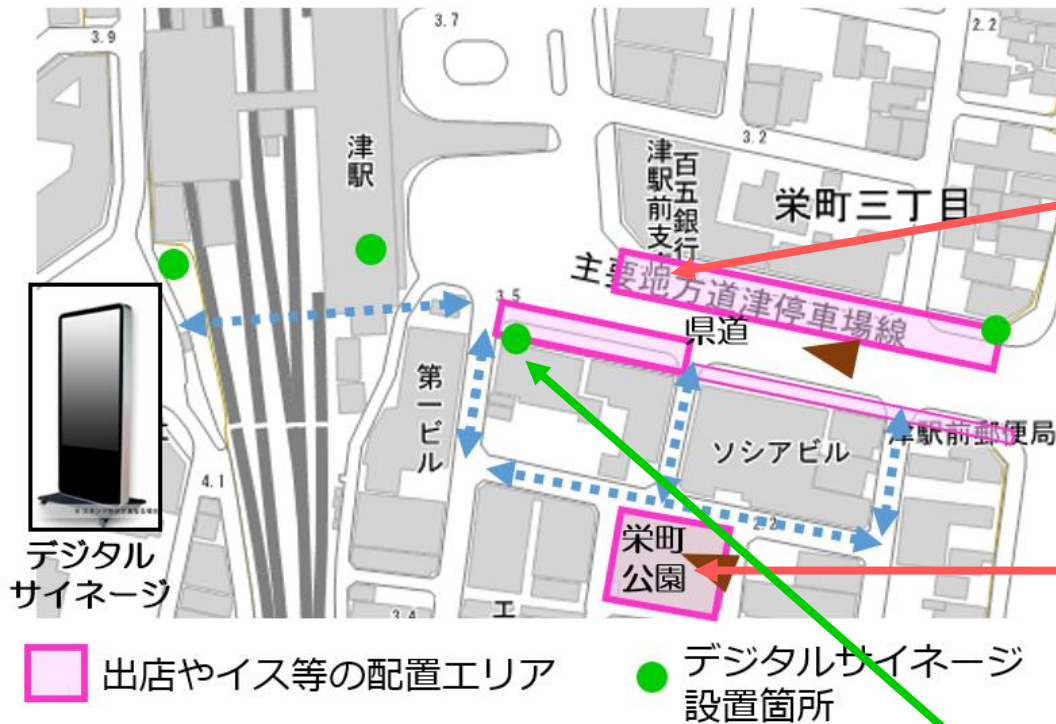 3.9
3.7
2.2
3.2
津駅
百五銀行
津駅前支
栄町三丁目
主要地方道津停車場線
3.5
県道
第一ビル
ソシアビル
津駅前郵便局
4.1
2.2
栄町
公園
3.4
エ
デジタル
サイネージ
出店やイス等の配置エリア
デジタルサイネージ
設置箇所